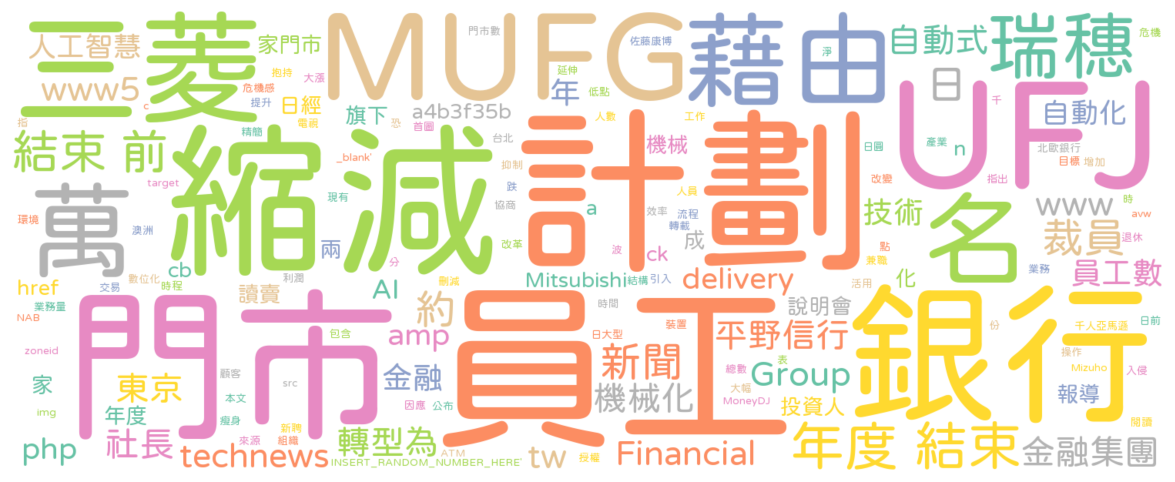 三菱
MUFG
藉由
自動式
瑞穗
危機
人工智慧
家門市
門市數
佐藤康博
淨
www5
抱持
大漲
危機感
延伸
低點
年
日
千
自動化
c
提升
日經
旗下
a4b3f35b
人數
工作
指
精簡
電視
恐
首圖
台北
結束 前
縮減
計劃
機械
UFJ
日圓
產業
n
北歐銀行
目標
增加
_blank'
抑制
跌
改變
指出
target
現有
協商
a
人員
萬
名
www
時
環境
澳洲
兩
改革
效率
流程
轉載
技術
avw
裁員
退休
分
波
成
點
cb
數位化
利潤
ck
兼職
化
業務
員工數
href
交易
時程
AI
刪減
Mitsubishi
結構
引入
delivery
活用
業務量
讀賣
約
時間
說明會
份
NAB
門市
員工
銀行
千人亞馬遜
日前
包含
amp
日大型
裝置
平野信行
操作
zoneid
新聞
表
Mizuho
入侵
家
東京
顧客
src
金融
總數
Group
報導
img
年度
本文
因應
公布
機械化
大幅
MoneyDJ
投資人
閱讀
瘦身
新聘
php
社長
來源
組織
轉型為
年度 結束
金融集團
technews
ATM
INSERT_RANDOM_NUMBER_HERE'
tw
授權
Financial